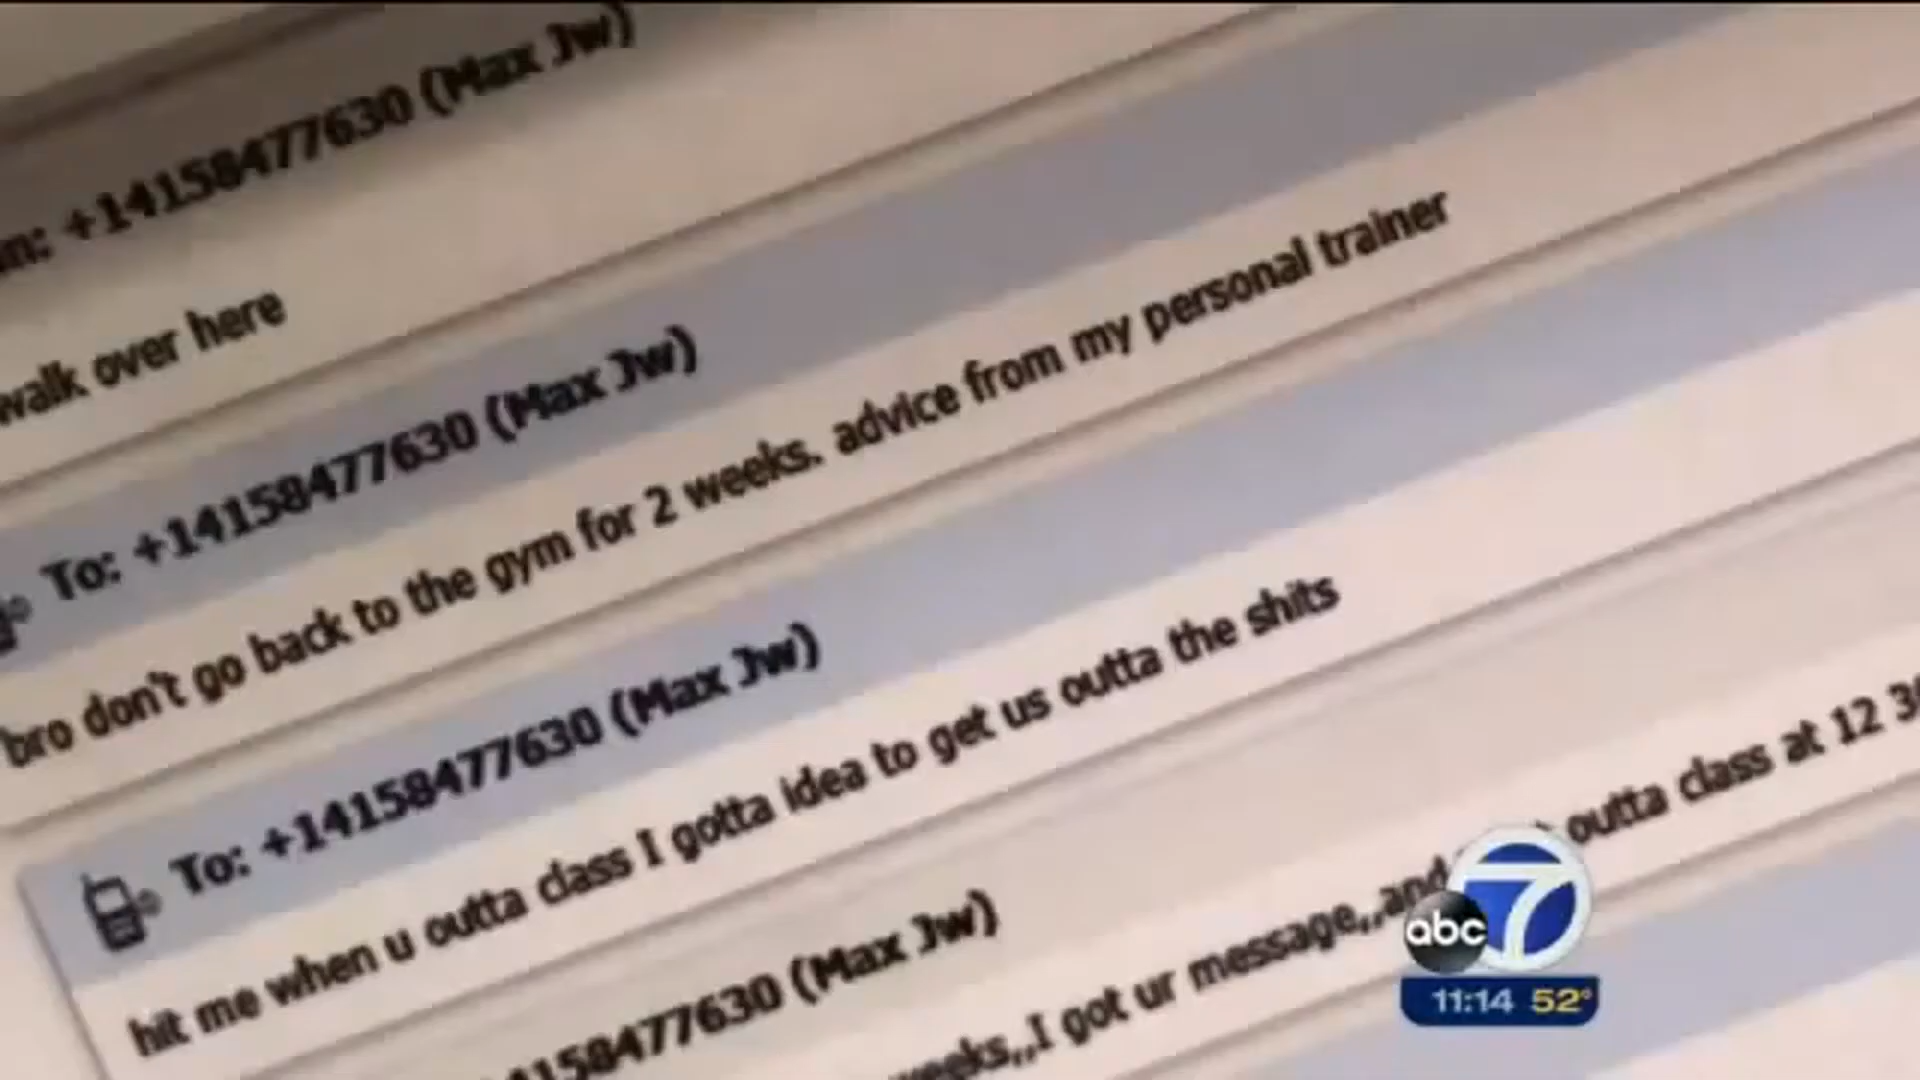 +14158477630 (Max Jw)
walk over here
To: +14158477630 (Max Jw)
bro don't go back to the gym for 2 weeks. advice from my personal trainer
To: +14158477630 (Max Jw)
hit me when u outta class I gotta idea to get us outta the shits
14158477630 (Max Jw)
weeks,,I got ur message,,and outta class at 12
abc 7
11:14 52°